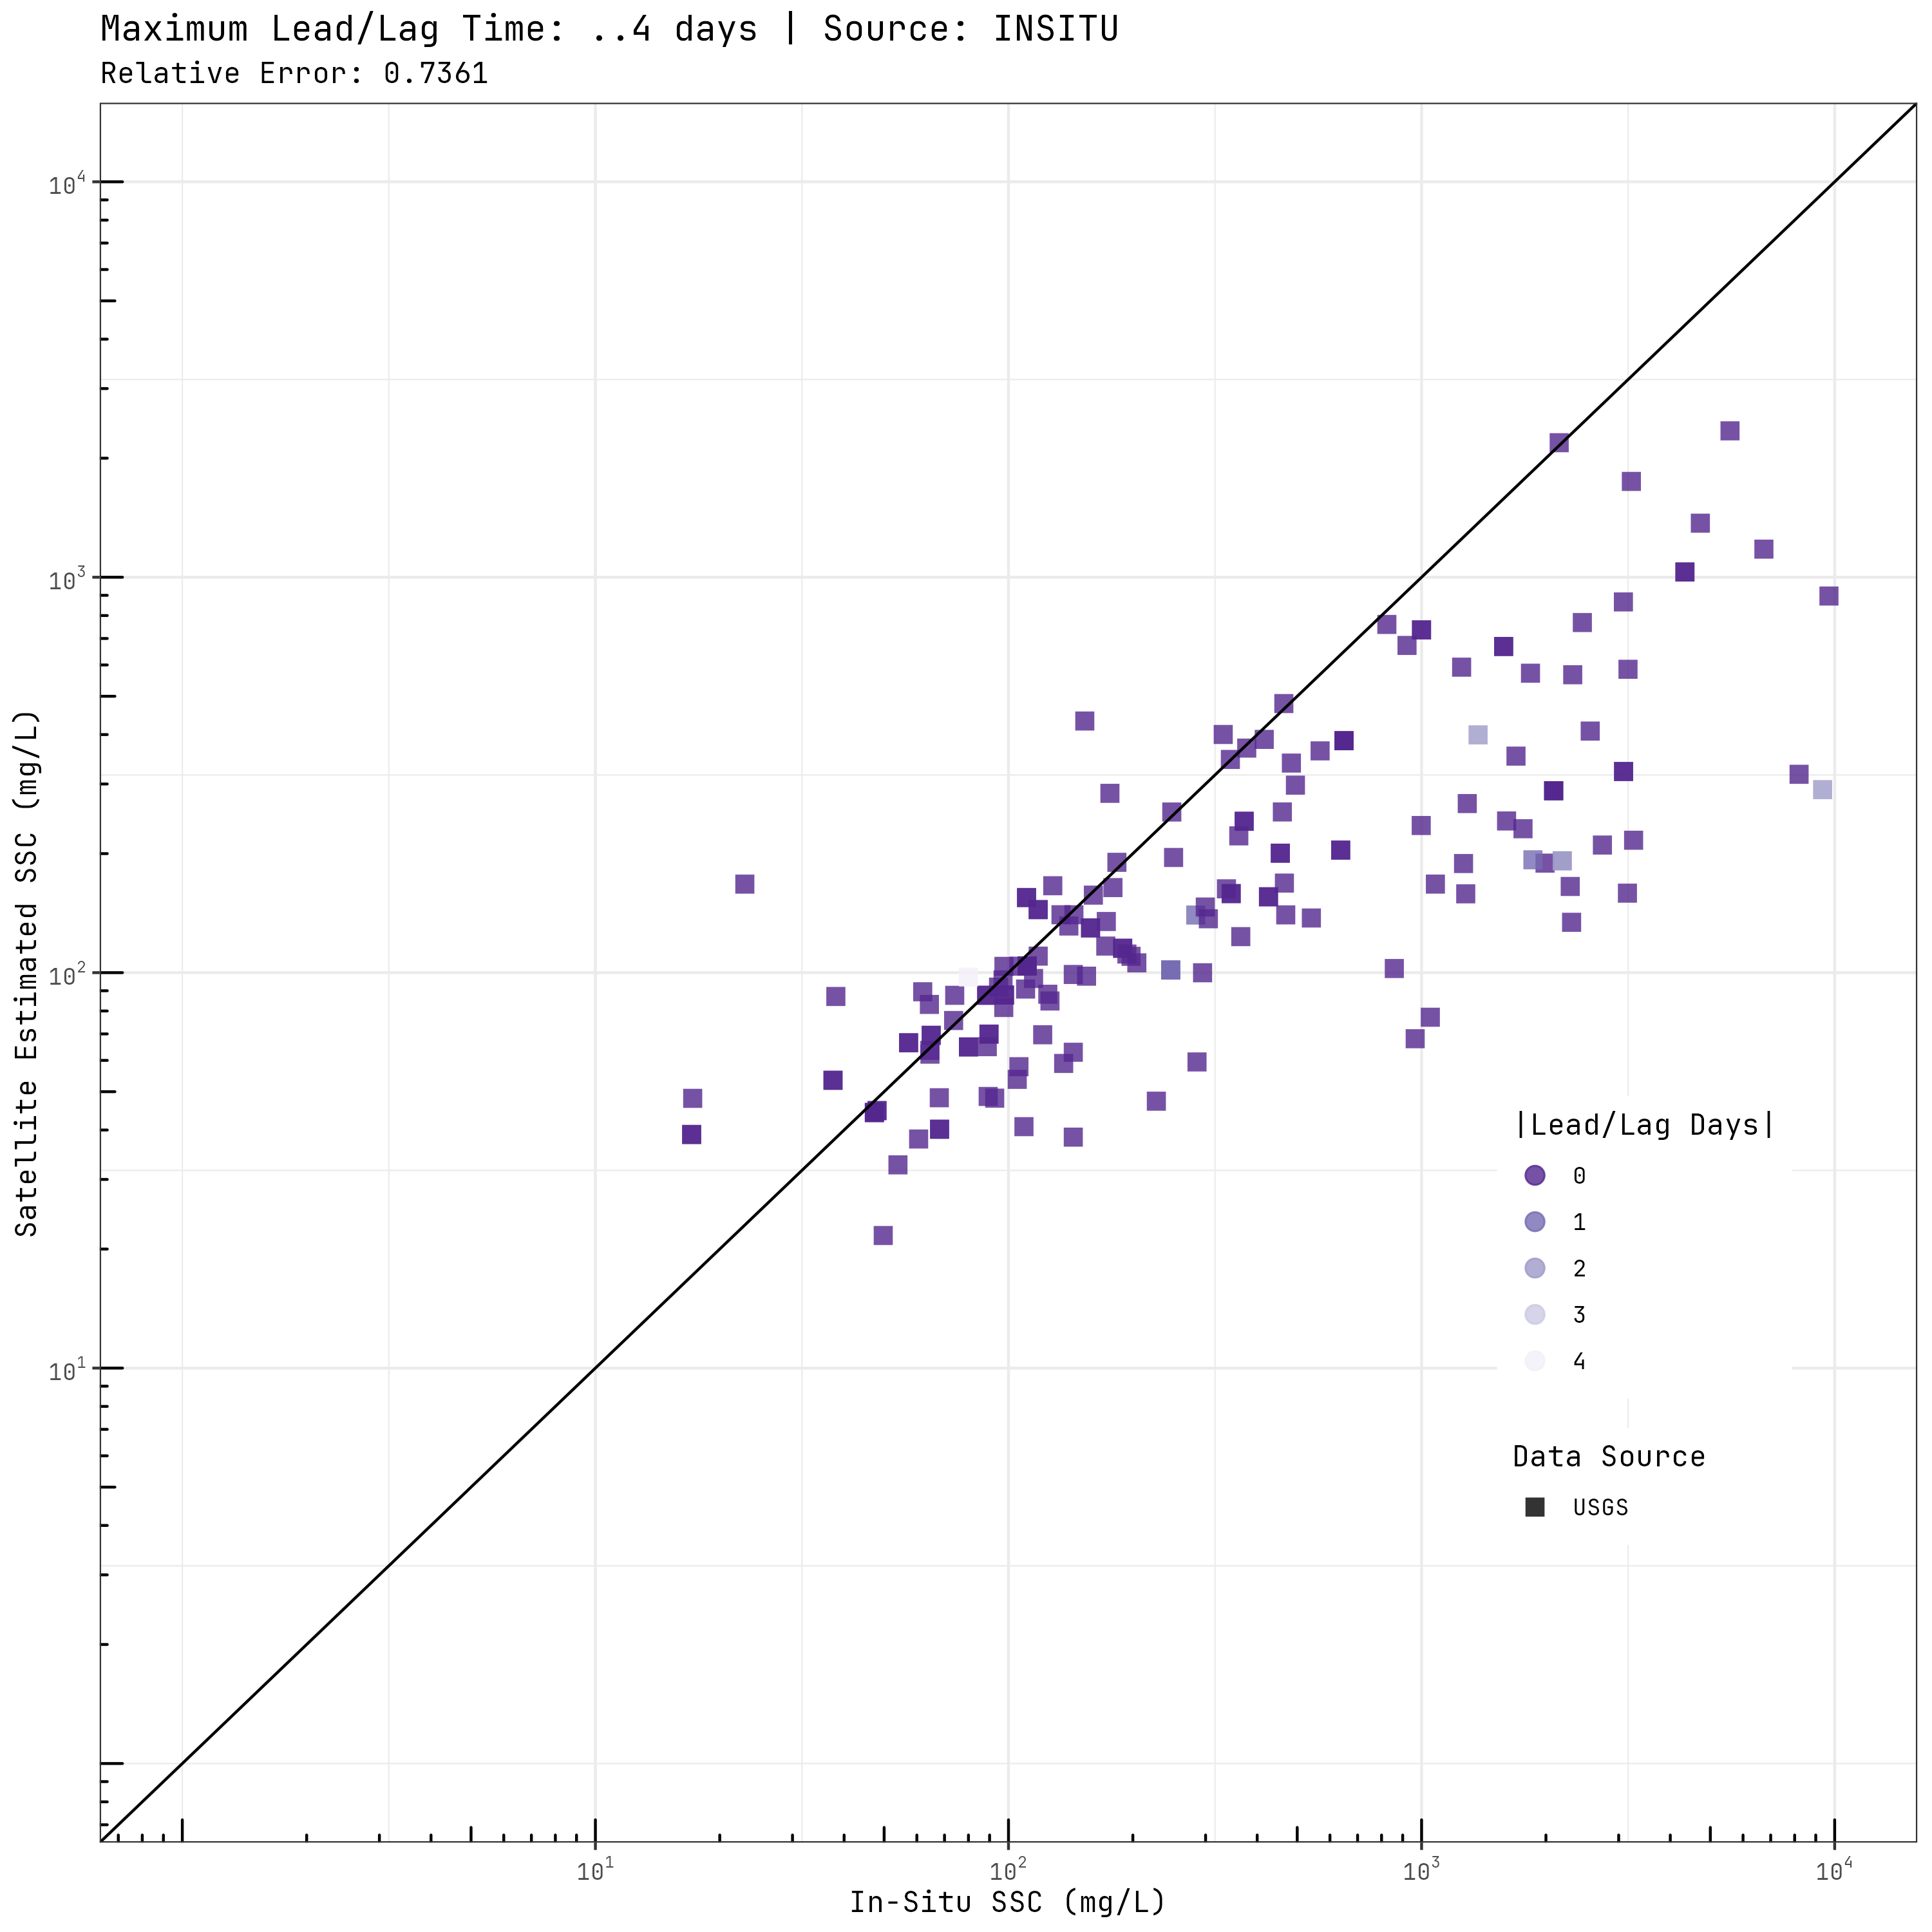 Maximum Lead/Lag Time: ..4 days | Source: INSITU
Relative Error: 0.7361
10⁴
10³
10²
10¹
Satellite Estimated SSC (mg/L)
|Lead/Lag Days|
0
1
2
3
4
Data Source
USGS
10¹ 10² 10³ 10⁴
In-Situ SSC (mg/L)